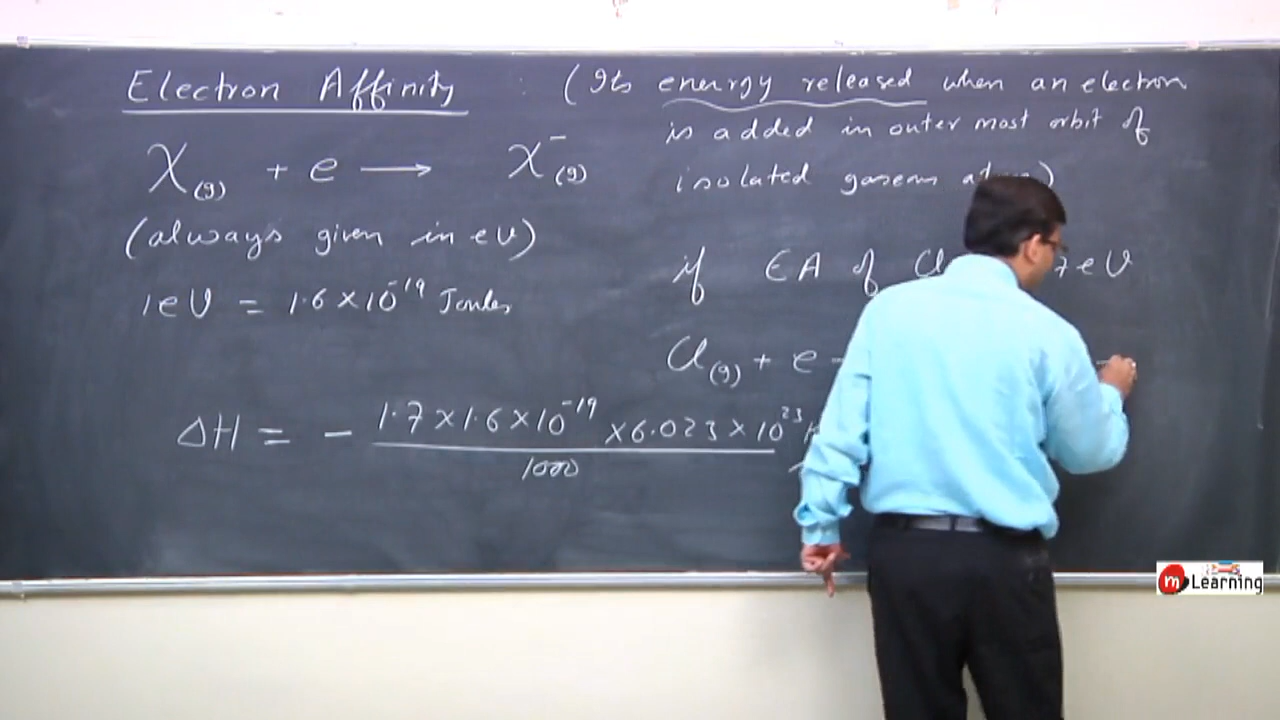 Electron Affinity : (Its energy released when an electron
is added in outer most orbit of
isolated gaseous
X(g) + e ⟶ X⁻(g)
(always given in eV)
1eV = 1.6×10⁻¹⁹ Joules
if EA of Cl 7eV
Cl(g) + e
ΔH = - 1.7×1.6×10⁻¹⁹ × 6.023×10²³
1000
m Learning